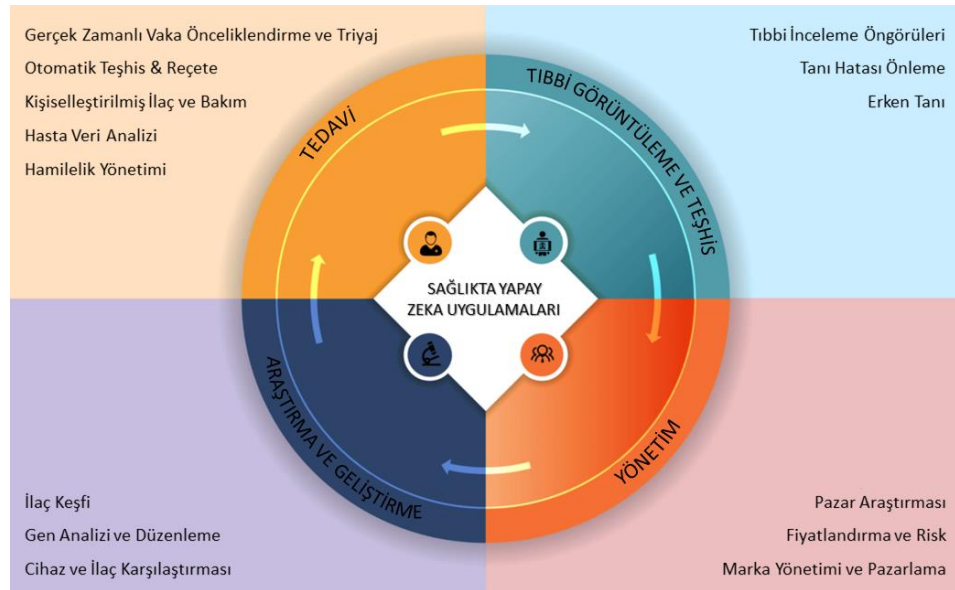 Gerçek Zamanlı Vaka Önceliklendirme ve Triyaj
Otomatik Teşhis & Reçete
Kişiselleştirilmiş İlaç ve Bakım
Hasta Veri Analizi
Hamilelik Yönetimi
Tıbbi İnceleme Öngörüleri
Tanı Hatası Önleme
Erken Tanı
TEDAVİ
TIBBİ GÖRÜNTÜLEME VE TEŞHİS
SAĞLIKTA YAPAY
ZEKA UYGULAMALARI
ARAŞTIRMA VE GELİŞTİRME
YÖNETİM
İlaç Keşfi
Gen Analizi ve Düzenleme
Cihaz ve İlaç Karşılaştırması
Pazar Araştırması
Fiyatlandırma ve Risk
Marka Yönetimi ve Pazarlama